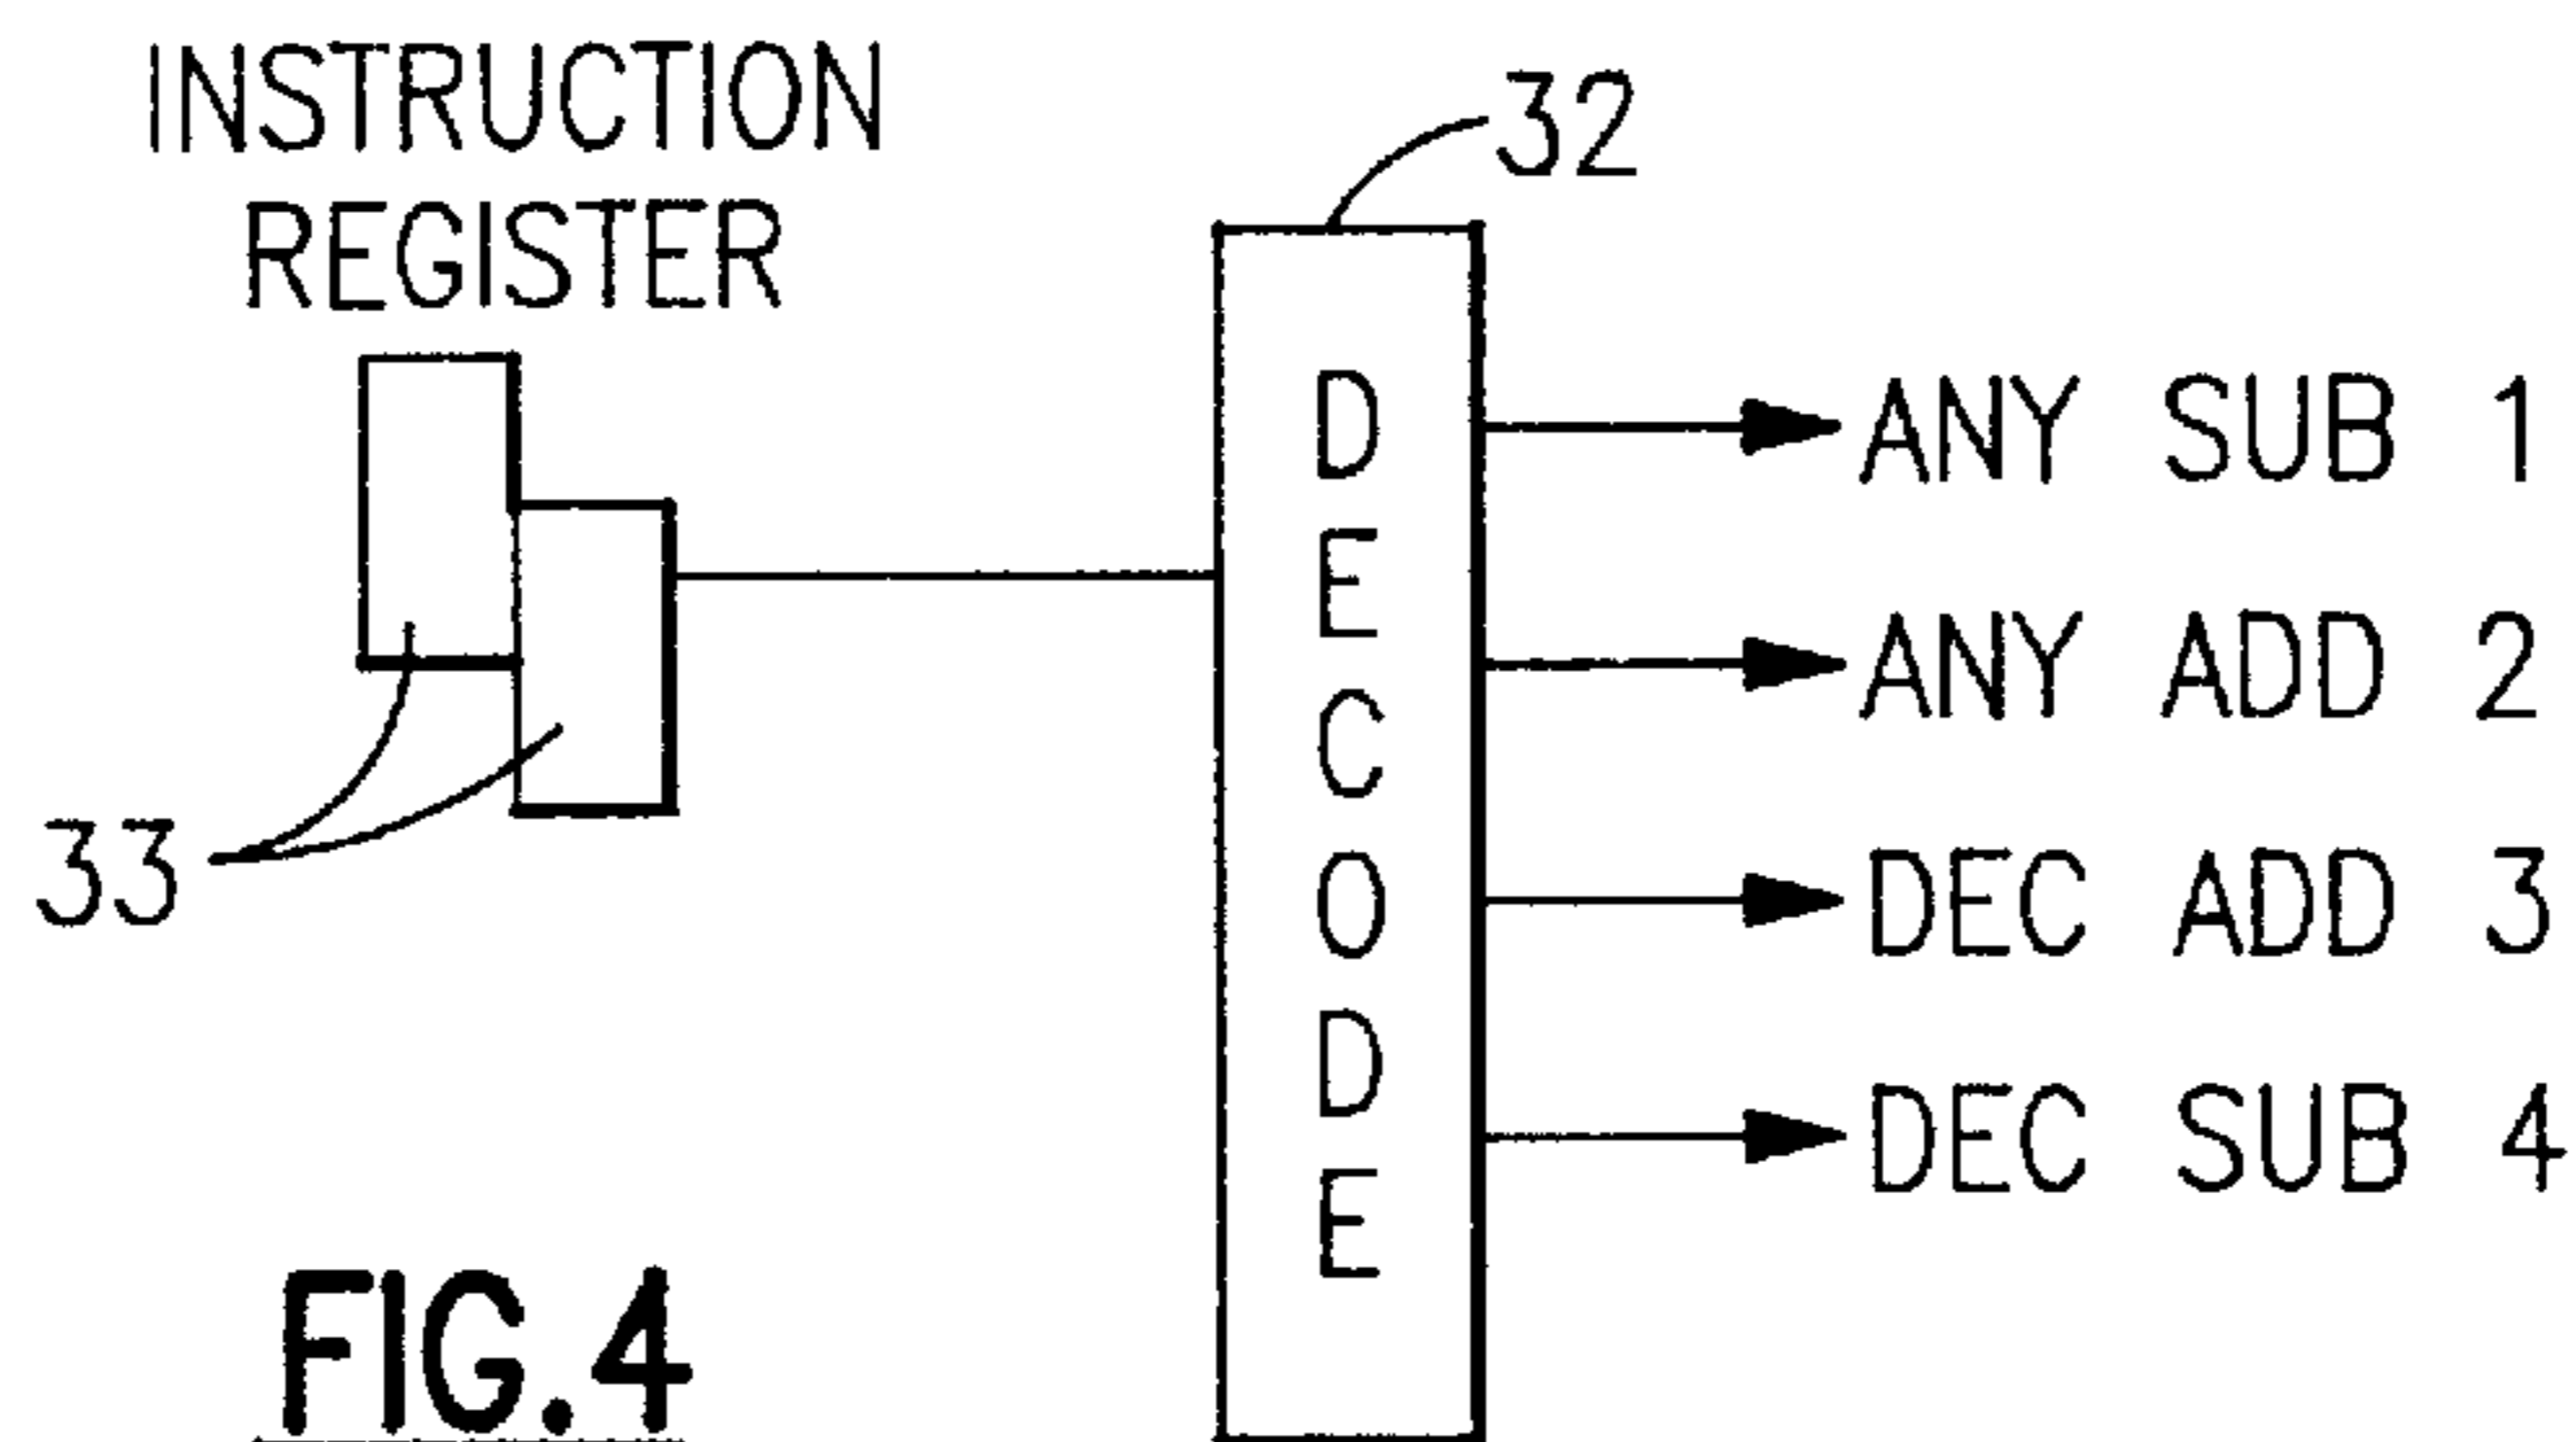 INSTRUCTION
REGISTER
32
DECODE
ANY SUB 1
ANY ADD 2
DEC ADD 3
DEC SUB 4
33
FIG.4